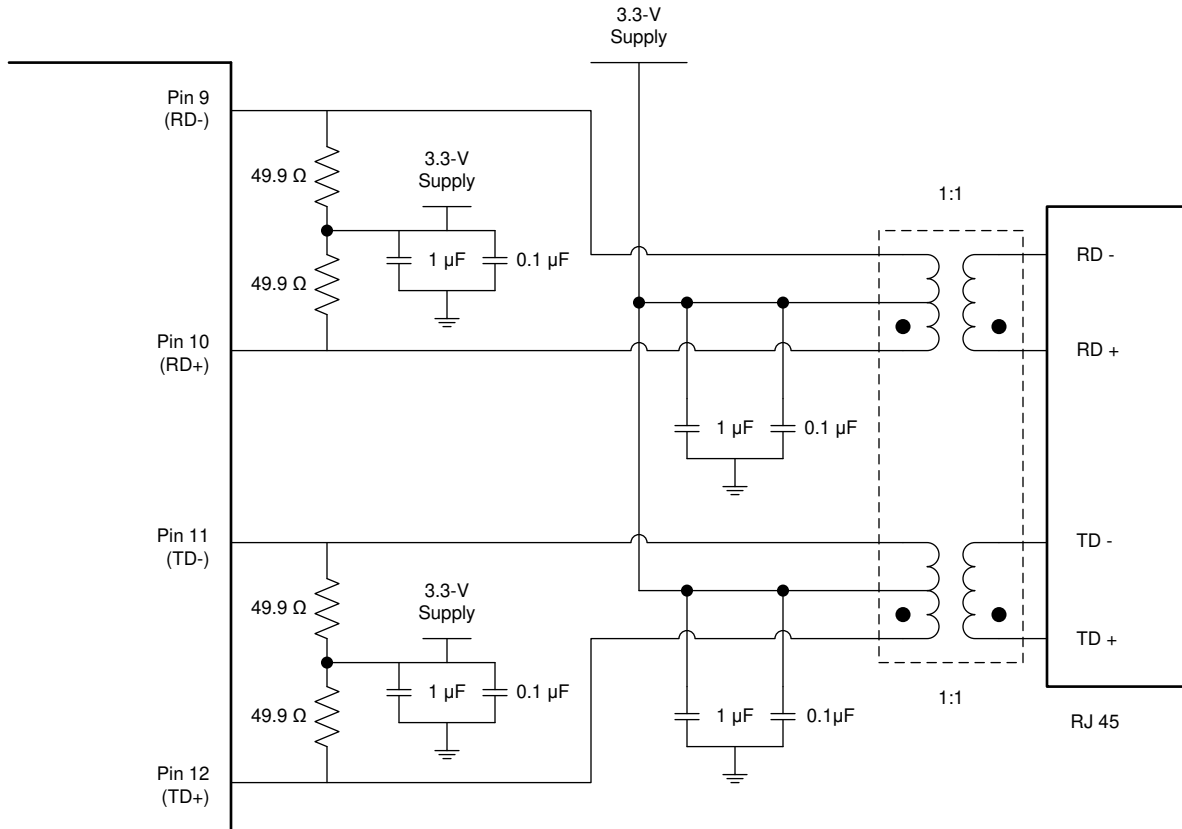 3.3-V
Supply
Pin 9
(RD-)
49.9 Ω
3.3-V
Supply
1 µF
0.1 µF
49.9 Ω
Pin 10
(RD+)
1:1
RD -
RD +
1 µF
0.1 µF
Pin 11
(TD-)
49.9 Ω
3.3-V
Supply
1 µF
0.1 µF
49.9 Ω
Pin 12
(TD+)
TD -
TD +
1:1
1 µF
0.1µF
RJ 45